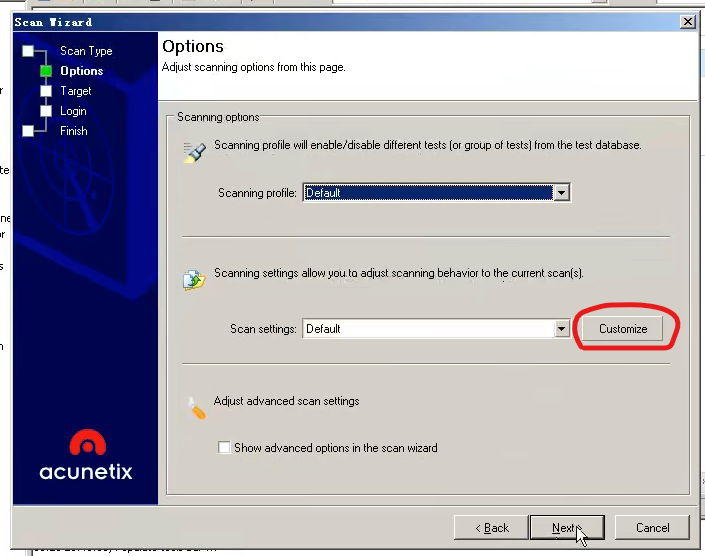 Scan Wizard
Scan Type
Options
Target
Login
Finish
Options
Adjust scanning options from this page.
Scanning options
Scanning profile will enable/disable different tests (or group of tests) from the test database.
Scanning profile: Default
Scanning settings allow you to adjust scanning behavior to the current scan(s).
Scan settings: Default
Customize
Adjust advanced scan settings
Show advanced options in the scan wizard
acunetix
< Back
Next
Cancel